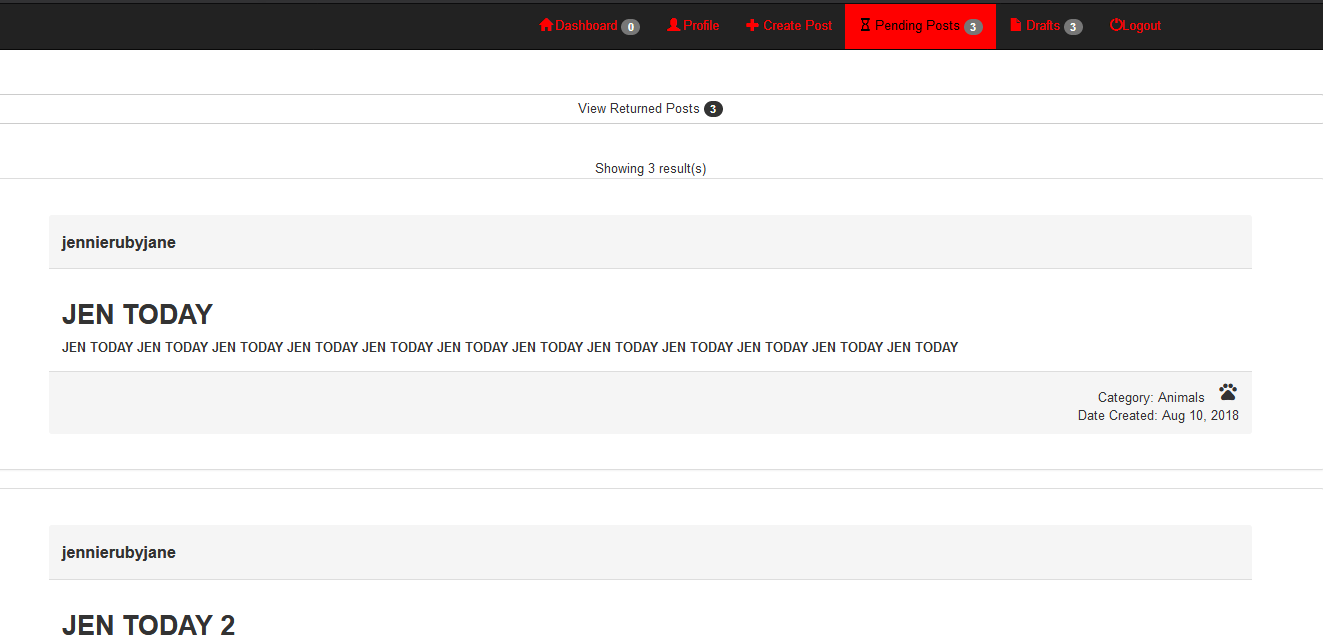 Dashboard 0 Profile Create Post Pending Posts 3 Drafts 3 Logout
View Returned Posts 3
Showing 3 result(s)
jennierubyjane
JEN TODAY
JEN TODAY JEN TODAY JEN TODAY JEN TODAY JEN TODAY JEN TODAY JEN TODAY JEN TODAY JEN TODAY JEN TODAY JEN TODAY JEN TODAY
Category: Animals
Date Created: Aug 10, 2018
jennierubyjane
JEN TODAY 2